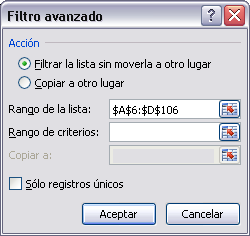 Filtro avanzado
Acción
Filtrar la lista sin moverla a otro lugar
Copiar a otro lugar
Rango de la lista: $A$6:$D$106
Rango de criterios:
Copiar a:
Sólo registros únicos
Aceptar Cancelar